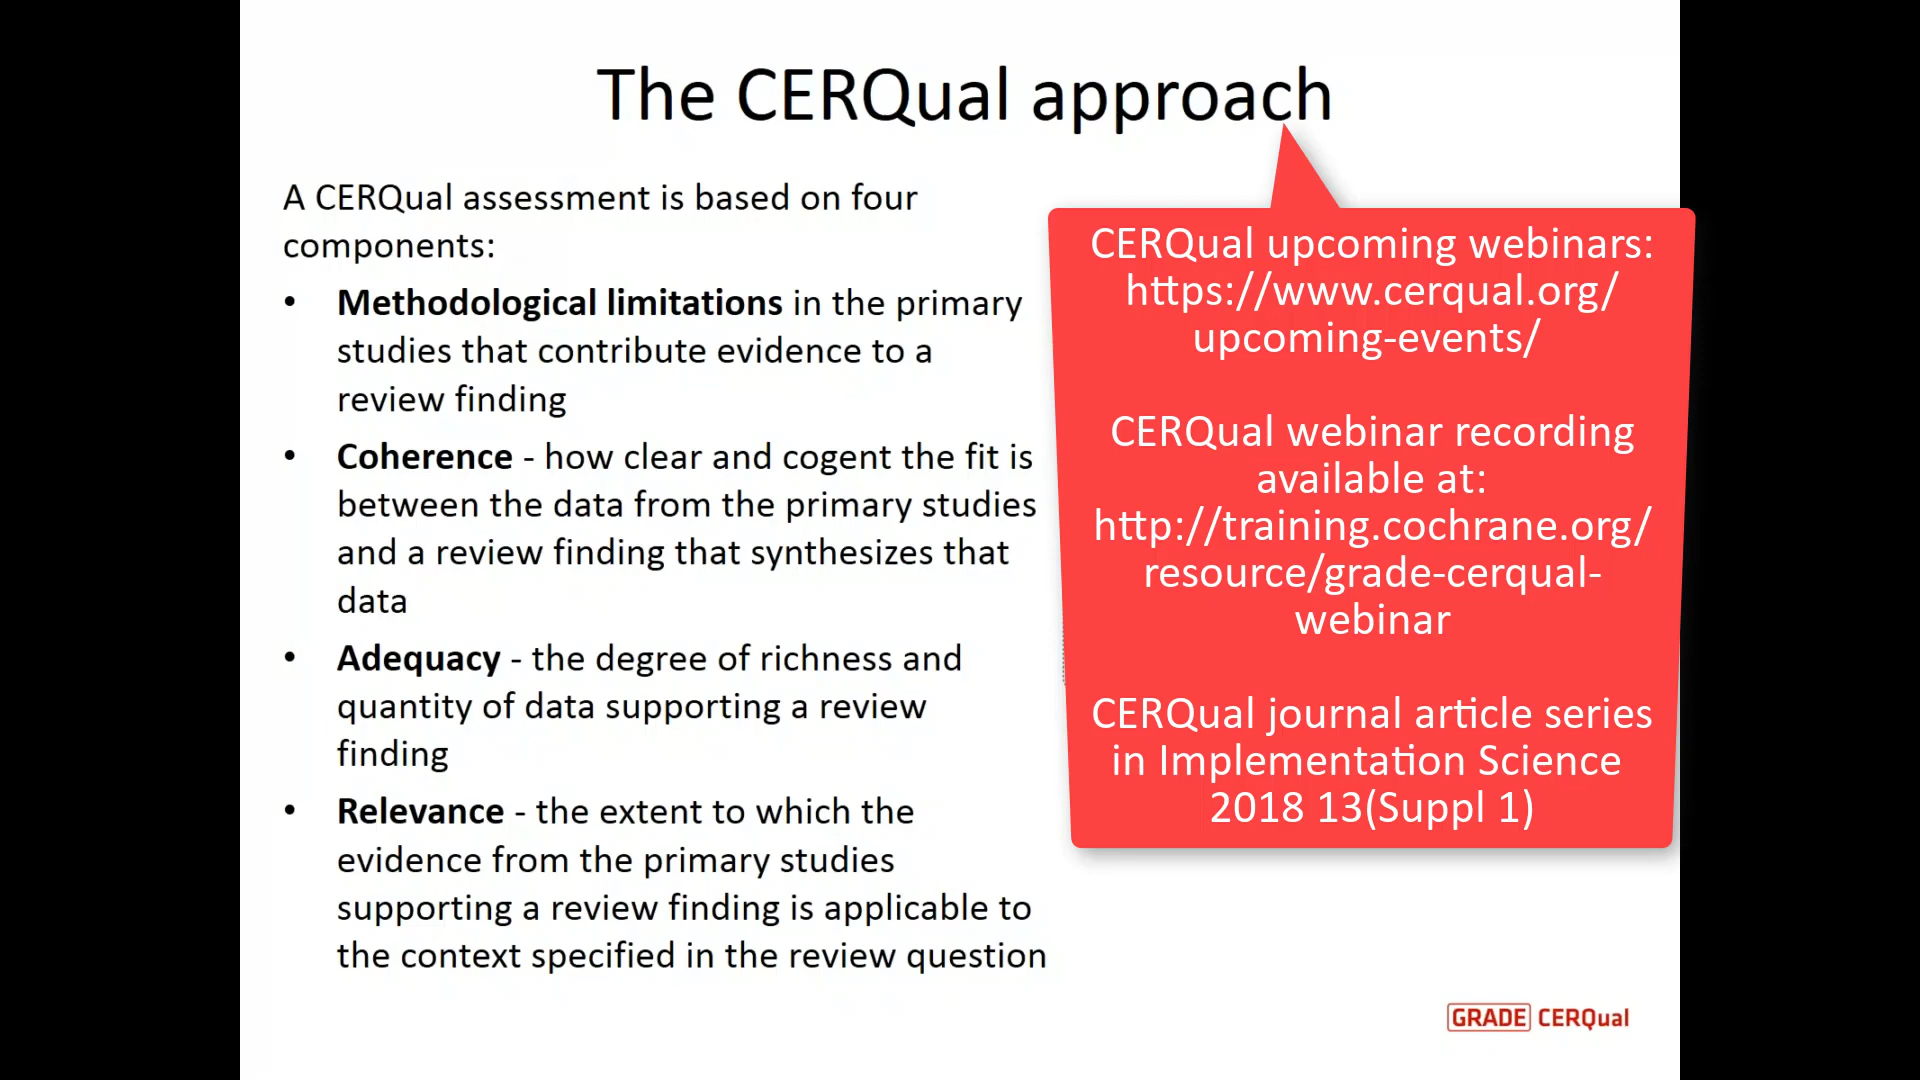 The CERQual approach
A CERQual assessment is based on four
components:
• Methodological limitations in the primary
studies that contribute evidence to a
review finding
• Coherence - how clear and cogent the fit is
between the data from the primary studies
and a review finding that synthesizes that
data
• Adequacy - the degree of richness and
quantity of data supporting a review
finding
• Relevance - the extent to which the
evidence from the primary studies
supporting a review finding is applicable to
the context specified in the review question
CERQual upcoming webinars:
https://www.cerqual.org/
upcoming-events/
CERQual webinar recording
available at:
http://training.cochrane.org/
resource/grade-cerqual-
webinar
CERQual journal article series
in Implementation Science
2018 13(Suppl 1)
GRADE CERQual